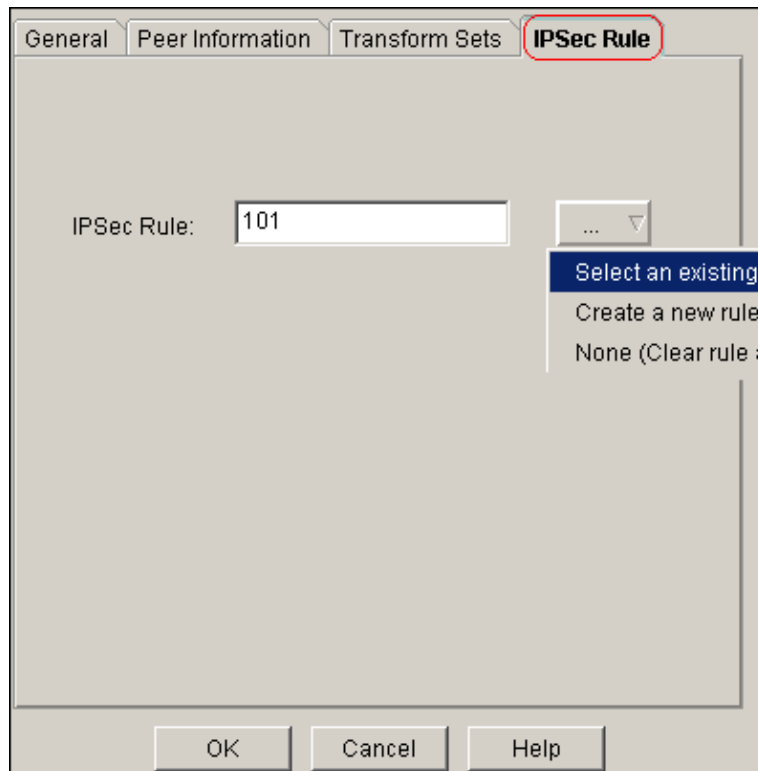 General Peer Information Transform Sets IPSec Rule
IPSec Rule: 101 ...
Select an existing
Create a new rule
None (Clear rule
OK Cancel Help